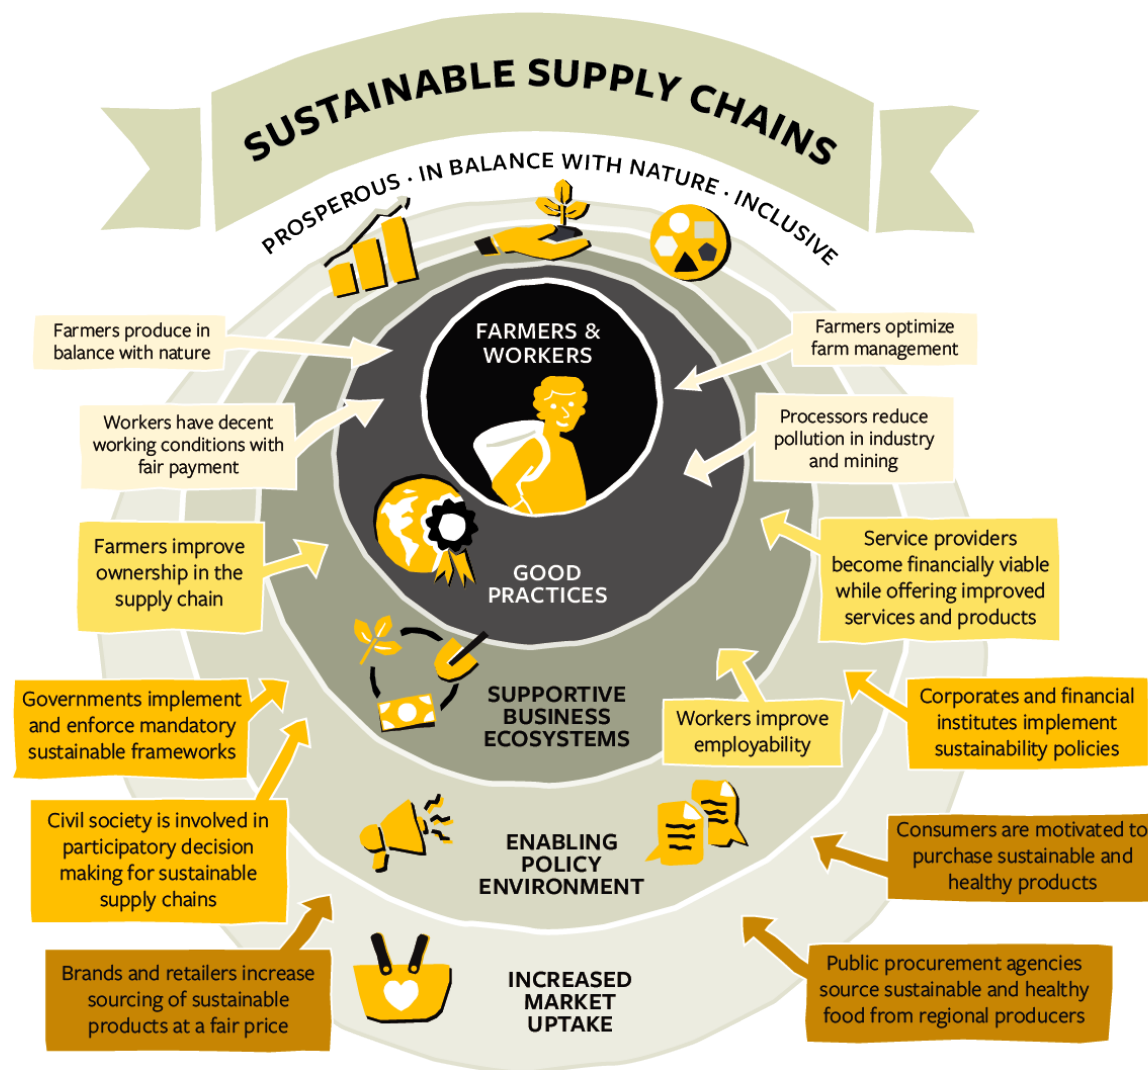 SUSTAINABLE SUPPLY CHAINS
PROSPEROUS · IN BALANCE WITH NATURE · INCLUSIVE
FARMERS &
WORKERS
Farmers produce in
balance with nature
Farmers optimize
farm management
Workers have decent
working conditions with
fair payment
Processors reduce
pollution in industry
and mining
GOOD
PRACTICES
Farmers improve
ownership in the
supply chain
Service providers
become financially viable
while offering improved
services and products
SUPPORTIVE
BUSINESS
ECOSYSTEMS
Workers improve
employability
Governments implement
and enforce mandatory
sustainable frameworks
Corporates and financial
institutes implement
sustainability policies
Civil society is involved in
participatory decision
making for sustainable
supply chains
ENABLING
POLICY
ENVIRONMENT
Consumers are motivated to
purchase sustainable and
healthy products
Brands and retailers increase
sourcing of sustainable
products at a fair price
INCREASED
MARKET
UPTAKE
Public procurement agencies
source sustainable and healthy
food from regional producers